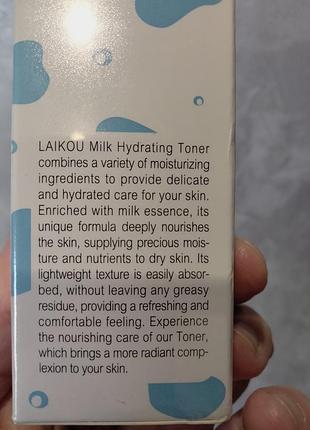 LAIKOU Milk Hydrating Toner
combines a variety of moisturizing
ingredients to provide delicate
and hydrated care for your skin.
Enriched with milk essence, its
unique formula deeply nourishes
the skin, supplying precious mois-
ture and nutrients to dry skin. Its
lightweight texture is easily absor-
bed, without leaving any greasy
residue, providing a refreshing and
comfortable feeling. Experience
the nourishing care of our Toner,
which brings a more radiant comp-
lexion to your skin.